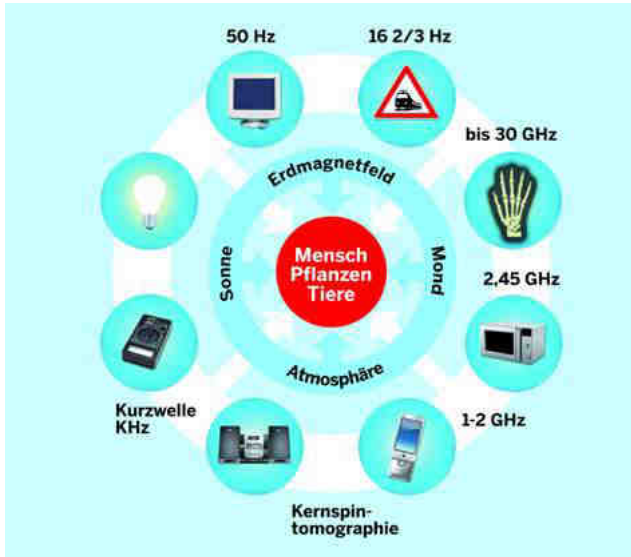 50 Hz
16 2/3 Hz
bis 30 GHz
Erdmagnetfeld
Sonne
Mensch
Pflanzen
Tiere
Mond
2,45 GHz
Atmosphäre
Kurzwelle
KHz
1-2 GHz
Kernspin-
tomographie